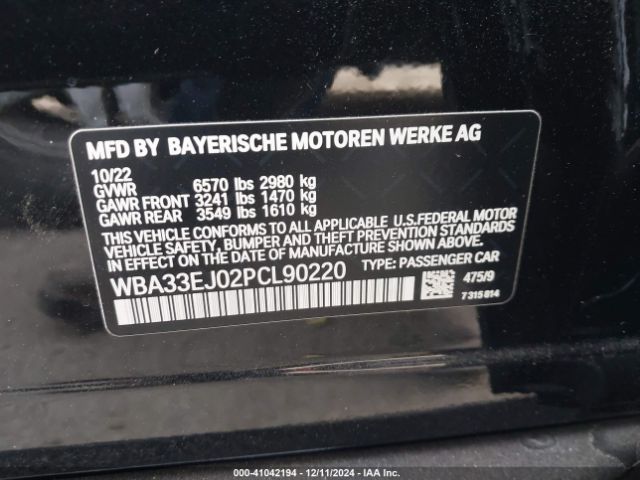 MFD BY BAYERISCHE MOTOREN WERKE AG
10/22
GVWR 6570 lbs 2980 kg
GAWR FRONT 3241 lbs 1470 kg
GAWR REAR 3549 lbs 1610 kg
THIS VEHICLE CONFORMS TO ALL APPLICABLE U.S.FEDERAL MOTOR
VEHICLE SAFETY, BUMPER, AND THEFT PREVENTION STANDARDS IN
EFFECT ON THE DATE OF MANUFACTURE SHOWN ABOVE.
WBA33EJ02PCL90220 TYPE: PASSENGER CAR
475/9
7315814
000-41042194 - 12/11/2024 - IAA Inc.